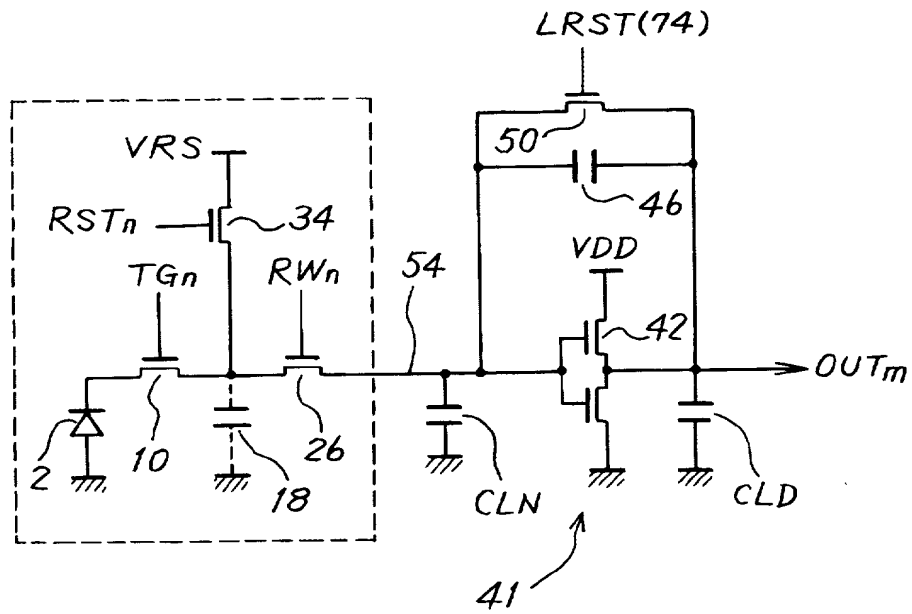 LRST(74)
50
VRS
46
RSTn
34
VDD
TGn
RWn
54
42
OUTm
2
10
18
26
CLN
CLD
41